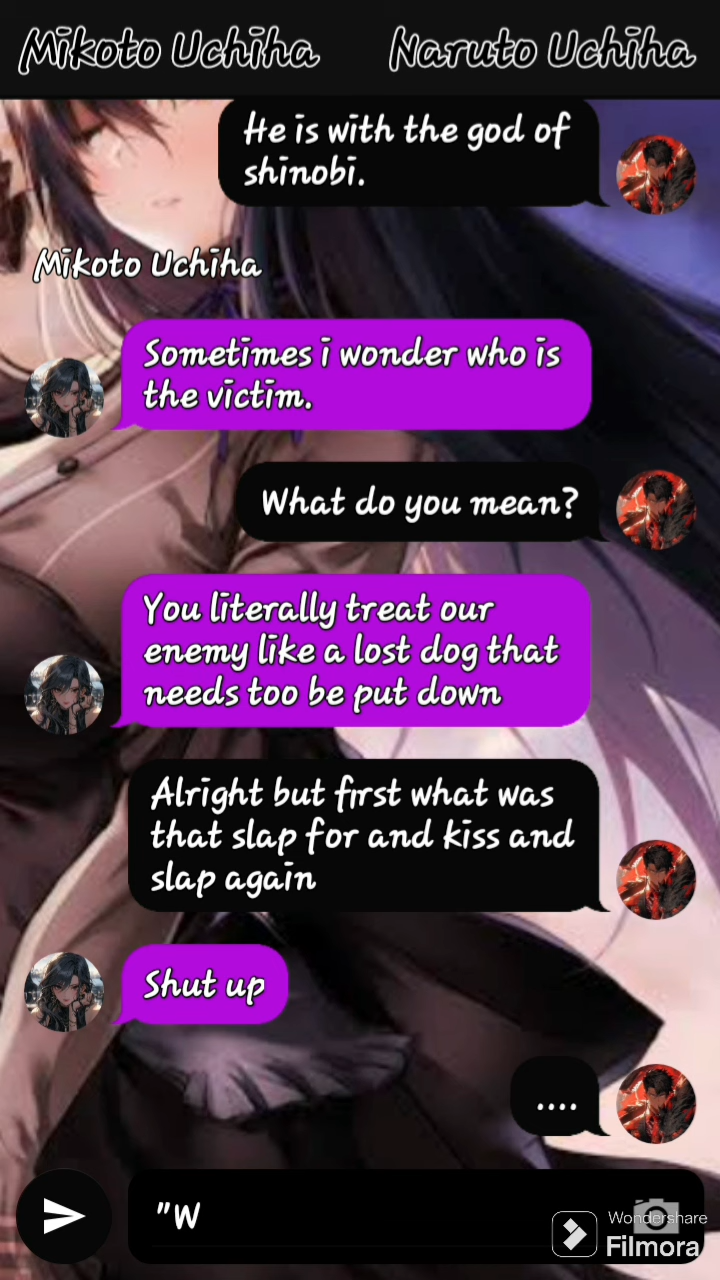 Mikoto Uchiha
Naruto Uchiha
He is with the god of
shinobi.
Mikoto Uchiha
Sometimes i wonder who is
the victim.
What do you mean?
You literally treat our
enemy like a lost dog that
needs too be put down
Alright but first what was
that slap for and kiss and
slap again
Shut up
....
"W
Wondershare
Filmora